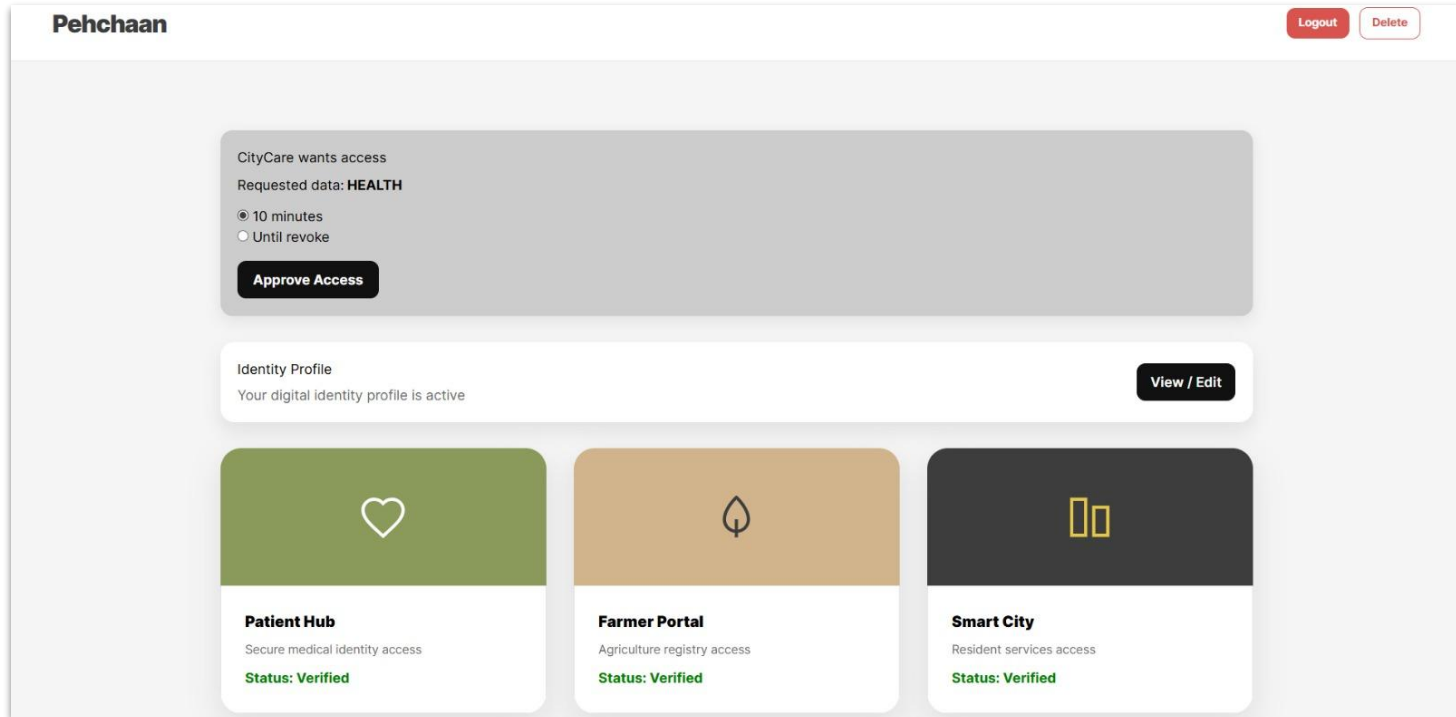 Pehchaan
Logout
Delete
CityCare wants access
Requested data: HEALTH
10 minutes
Until revoke
Approve Access
Identity Profile
Your digital identity profile is active
View / Edit
Patient Hub
Secure medical identity access
Status: Verified
Farmer Portal
Agriculture registry access
Status: Verified
Smart City
Resident services access
Status: Verified